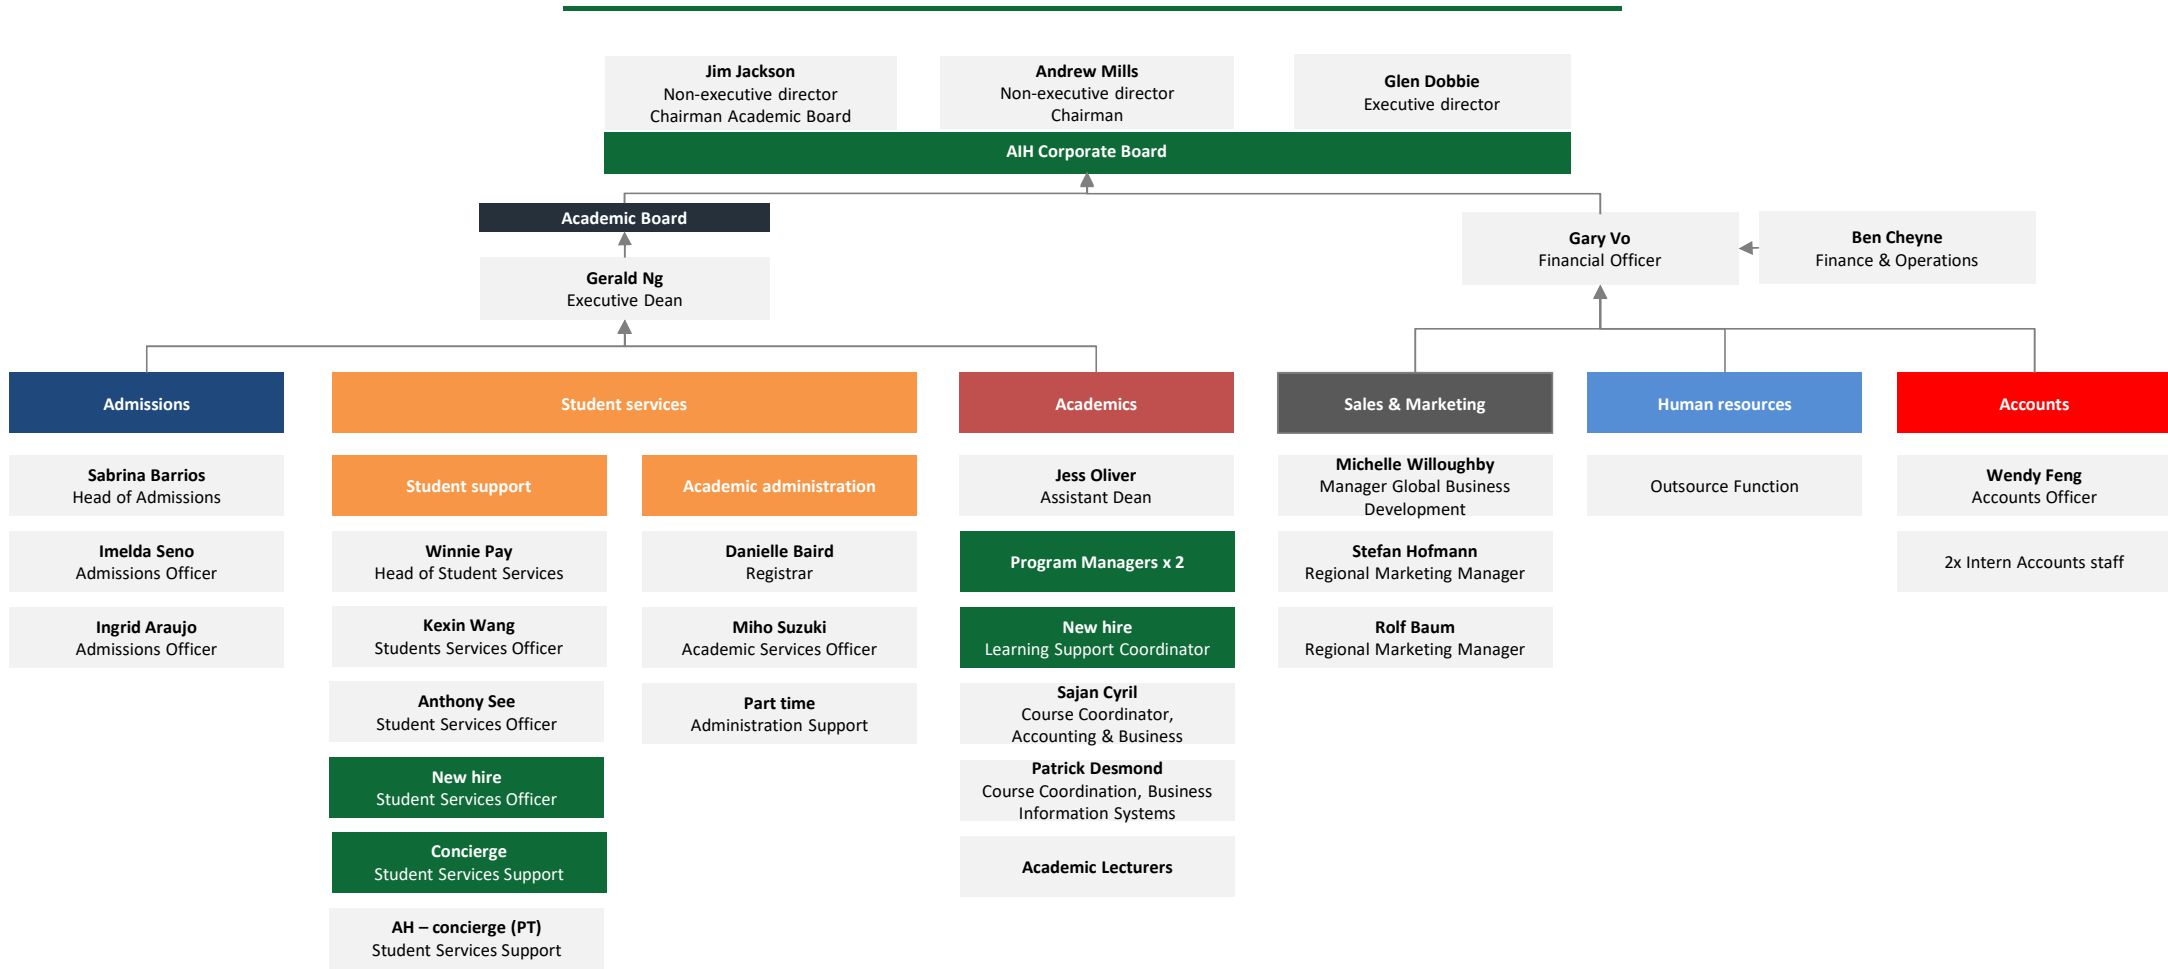 Jim Jackson
Non-executive director
Chairman Academic Board
Andrew Mills
Non-executive director
Chairman
Glen Dobbie
Executive director
AIH Corporate Board
Academic Board
Gerald Ng
Executive Dean
Gary Vo
Financial Officer
Ben Cheyne
Finance & Operations
Admissions
Sabrina Barrios
Head of Admissions
Imelda Seno
Admissions Officer
Ingrid Araujo
Admissions Officer
Student services
Student support
Winnie Pay
Head of Student Services
Kexin Wang
Students Services Officer
Anthony See
Student Services Officer
New hire
Student Services Officer
Concierge
Student Services Support
AH – concierge (PT)
Student Services Support
Academic administration
Danielle Baird
Registrar
Miho Suzuki
Academic Services Officer
Part time
Administration Support
Academics
Jess Oliver
Assistant Dean
Program Managers x 2
New hire
Learning Support Coordinator
Sajan Cyril
Course Coordinator,
Accounting & Business
Patrick Desmond
Course Coordination, Business
Information Systems
Academic Lecturers
Sales & Marketing
Michelle Willoughby
Manager Global Business
Development
Stefan Hofmann
Regional Marketing Manager
Rolf Baum
Regional Marketing Manager
Human resources
Outsource Function
Accounts
Wendy Feng
Accounts Officer
2x Intern Accounts staff